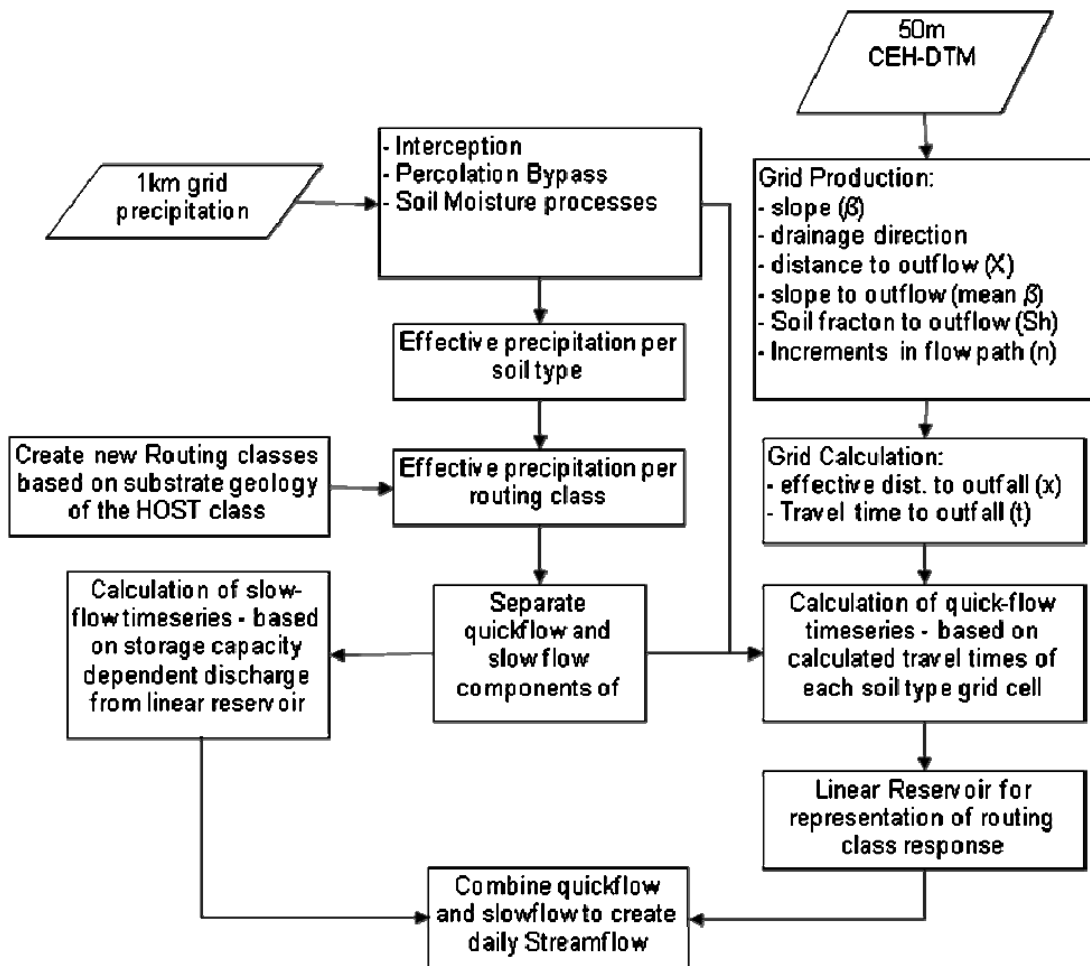 50m
CEH-DTM
1km grid
precipitation
- Interception
- Percolation Bypass
- Soil Moisture processes
Grid Production:
- slope (β)
- drainage direction
- distance to outflow (X)
- slope to outflow (mean β)
- Soil fracton to outflow (Sh)
- Increments in flow path (n)
Effective precipitation per
soil type
Create new Routing classes
based on substrate geology
of the HOST class
Effective precipitation per
routing class
Grid Calculation:
- effective dist. to outfall (x)
- Travel time to outfall (t)
Calculation of slow-
flow timeseries - based
on storage capacity
dependent discharge
from linear reservoir
Separate
quickflow and
slow flow
components of
Calculation of quick-flow
timeseries - based on
calculated travel times of
each soil type grid cell
Linear Reservoir for
representation of routing
class response
Combine quickflow
and slowflow to create
daily Streamflow